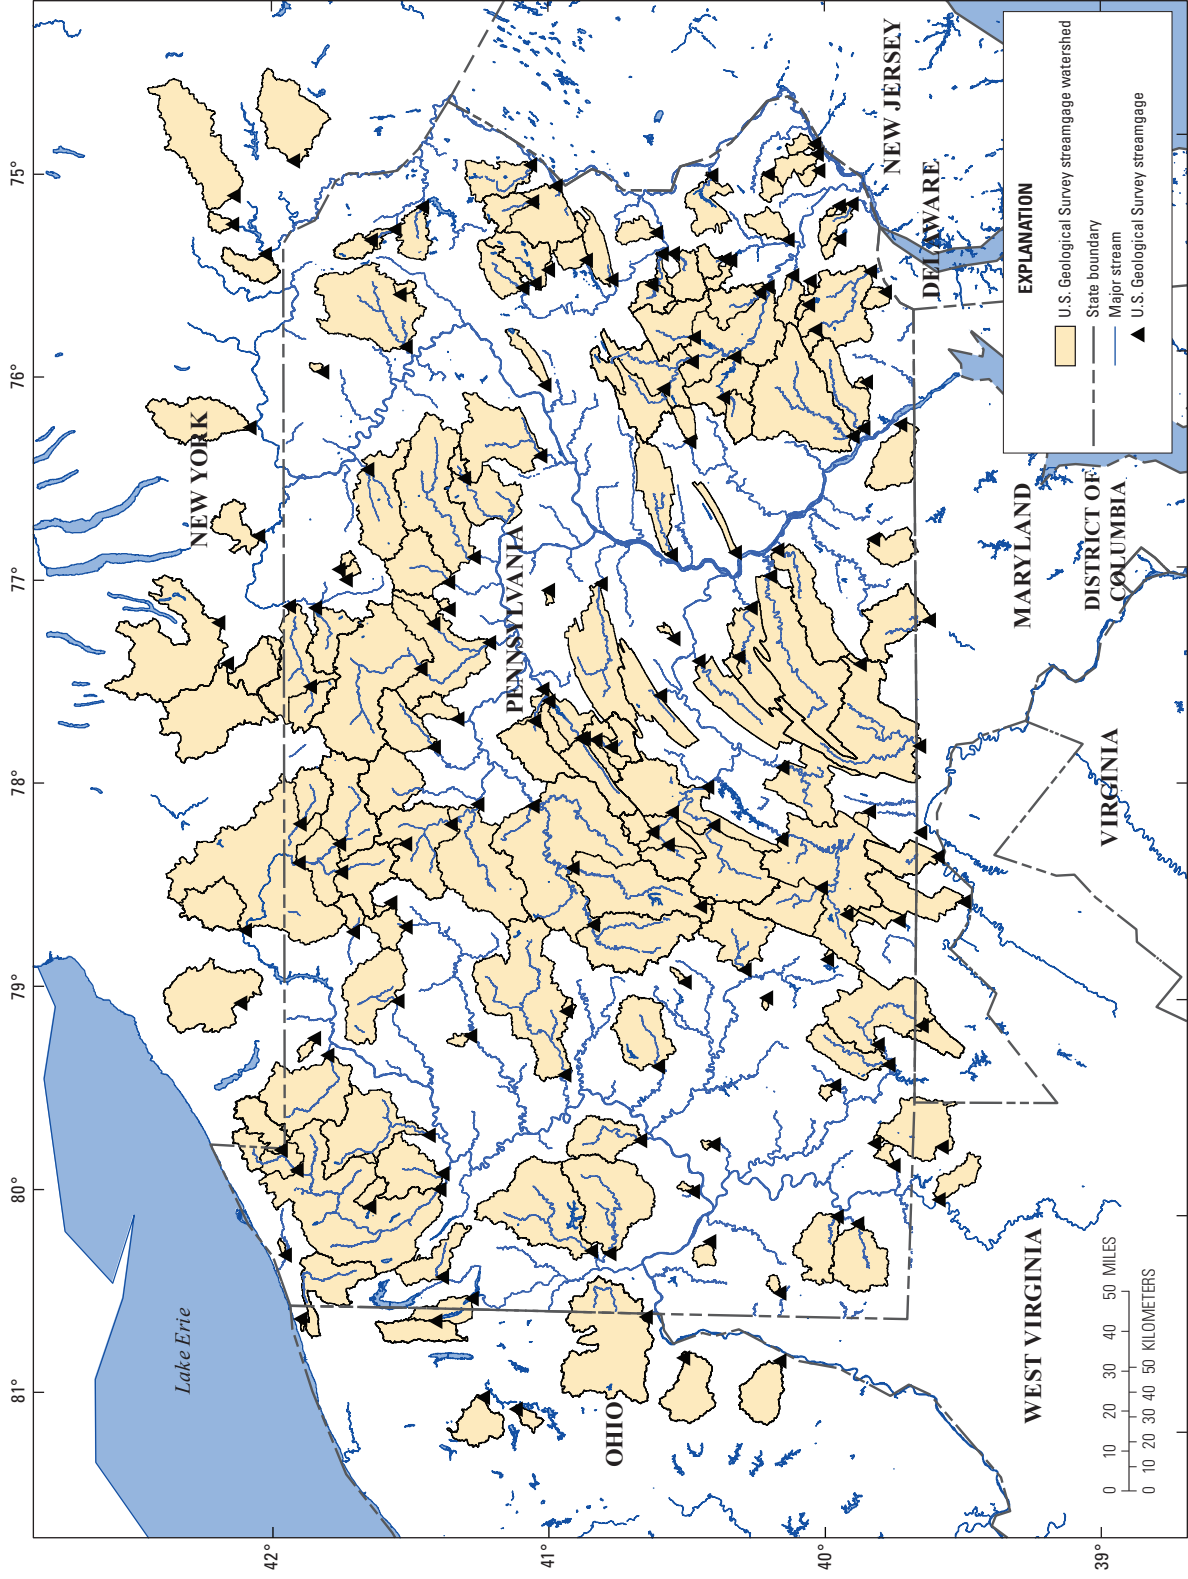 81°
80°
79°
78°
77°
76°
75°
42°
41°
40°
39°
Lake Erie
NEW YORK
PENNSYLVANIA
OHIO
NEW JERSEY
DELAWARE
MARYLAND
DISTRICT OF
COLUMBIA
VIRGINIA
WEST VIRGINIA
0 10 20 30 40 50 MILES
0 10 20 30 40 50 KILOMETERS
EXPLANATION
U.S. Geological Survey streamgage watershed
State boundary
Major stream
U.S. Geological Survey streamgage